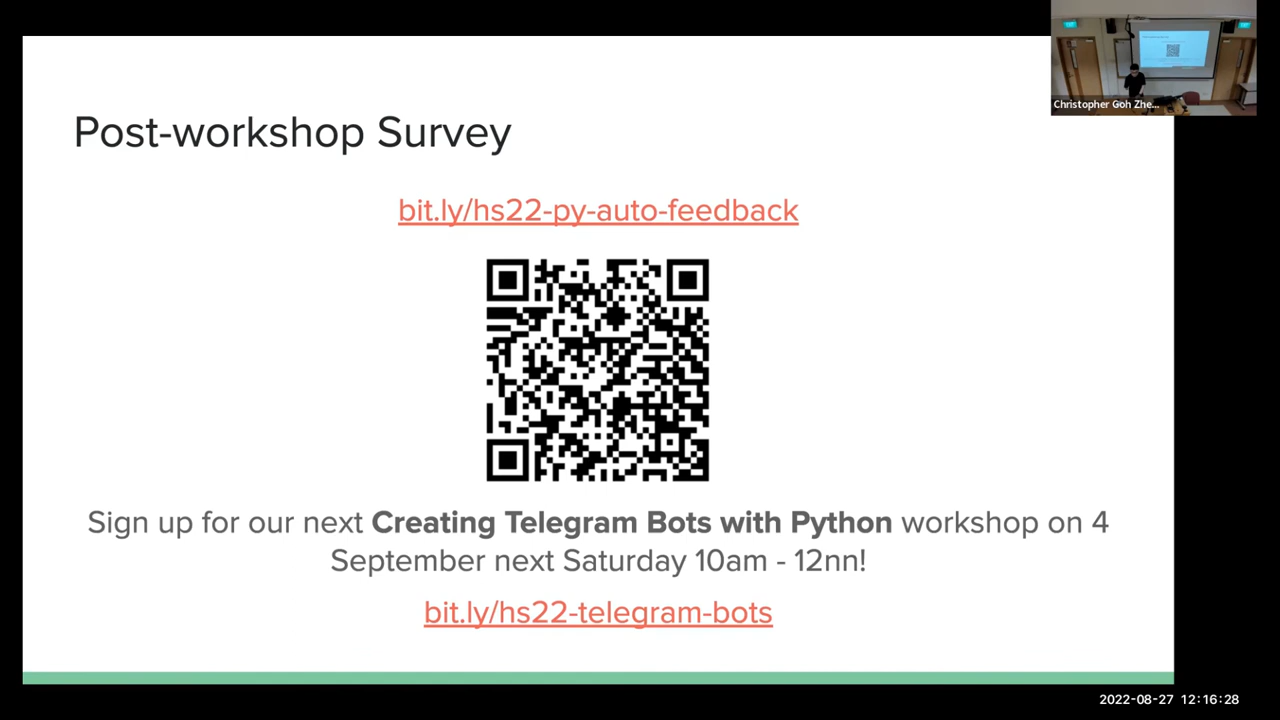 Post-workshop Survey
bit.ly/hs22-py-auto-feedback
Sign up for our next Creating Telegram Bots with Python workshop on 4
September next Saturday 10am - 12nn!
bit.ly/hs22-telegram-bots
Christopher Goh Zhe...
2022-08-27 12:16:28